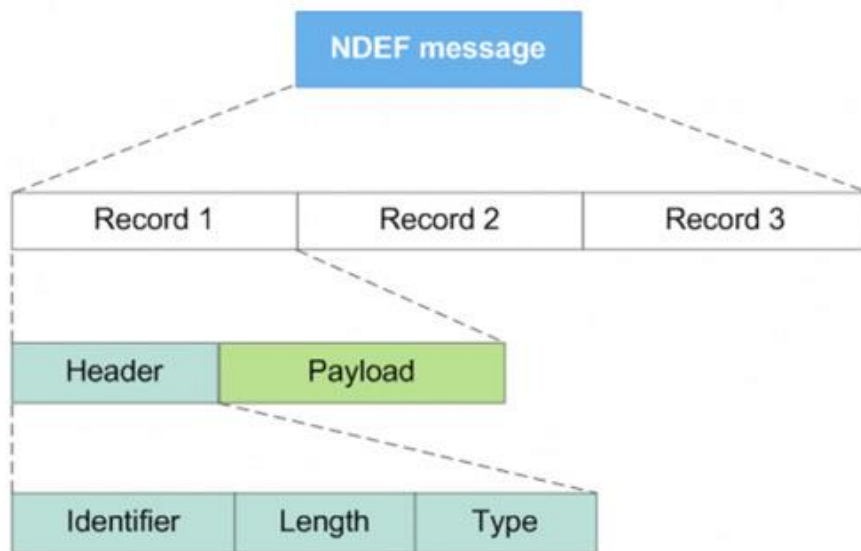 NDEF message
Record 1 Record 2 Record 3
Header Payload
Identifier Length Type